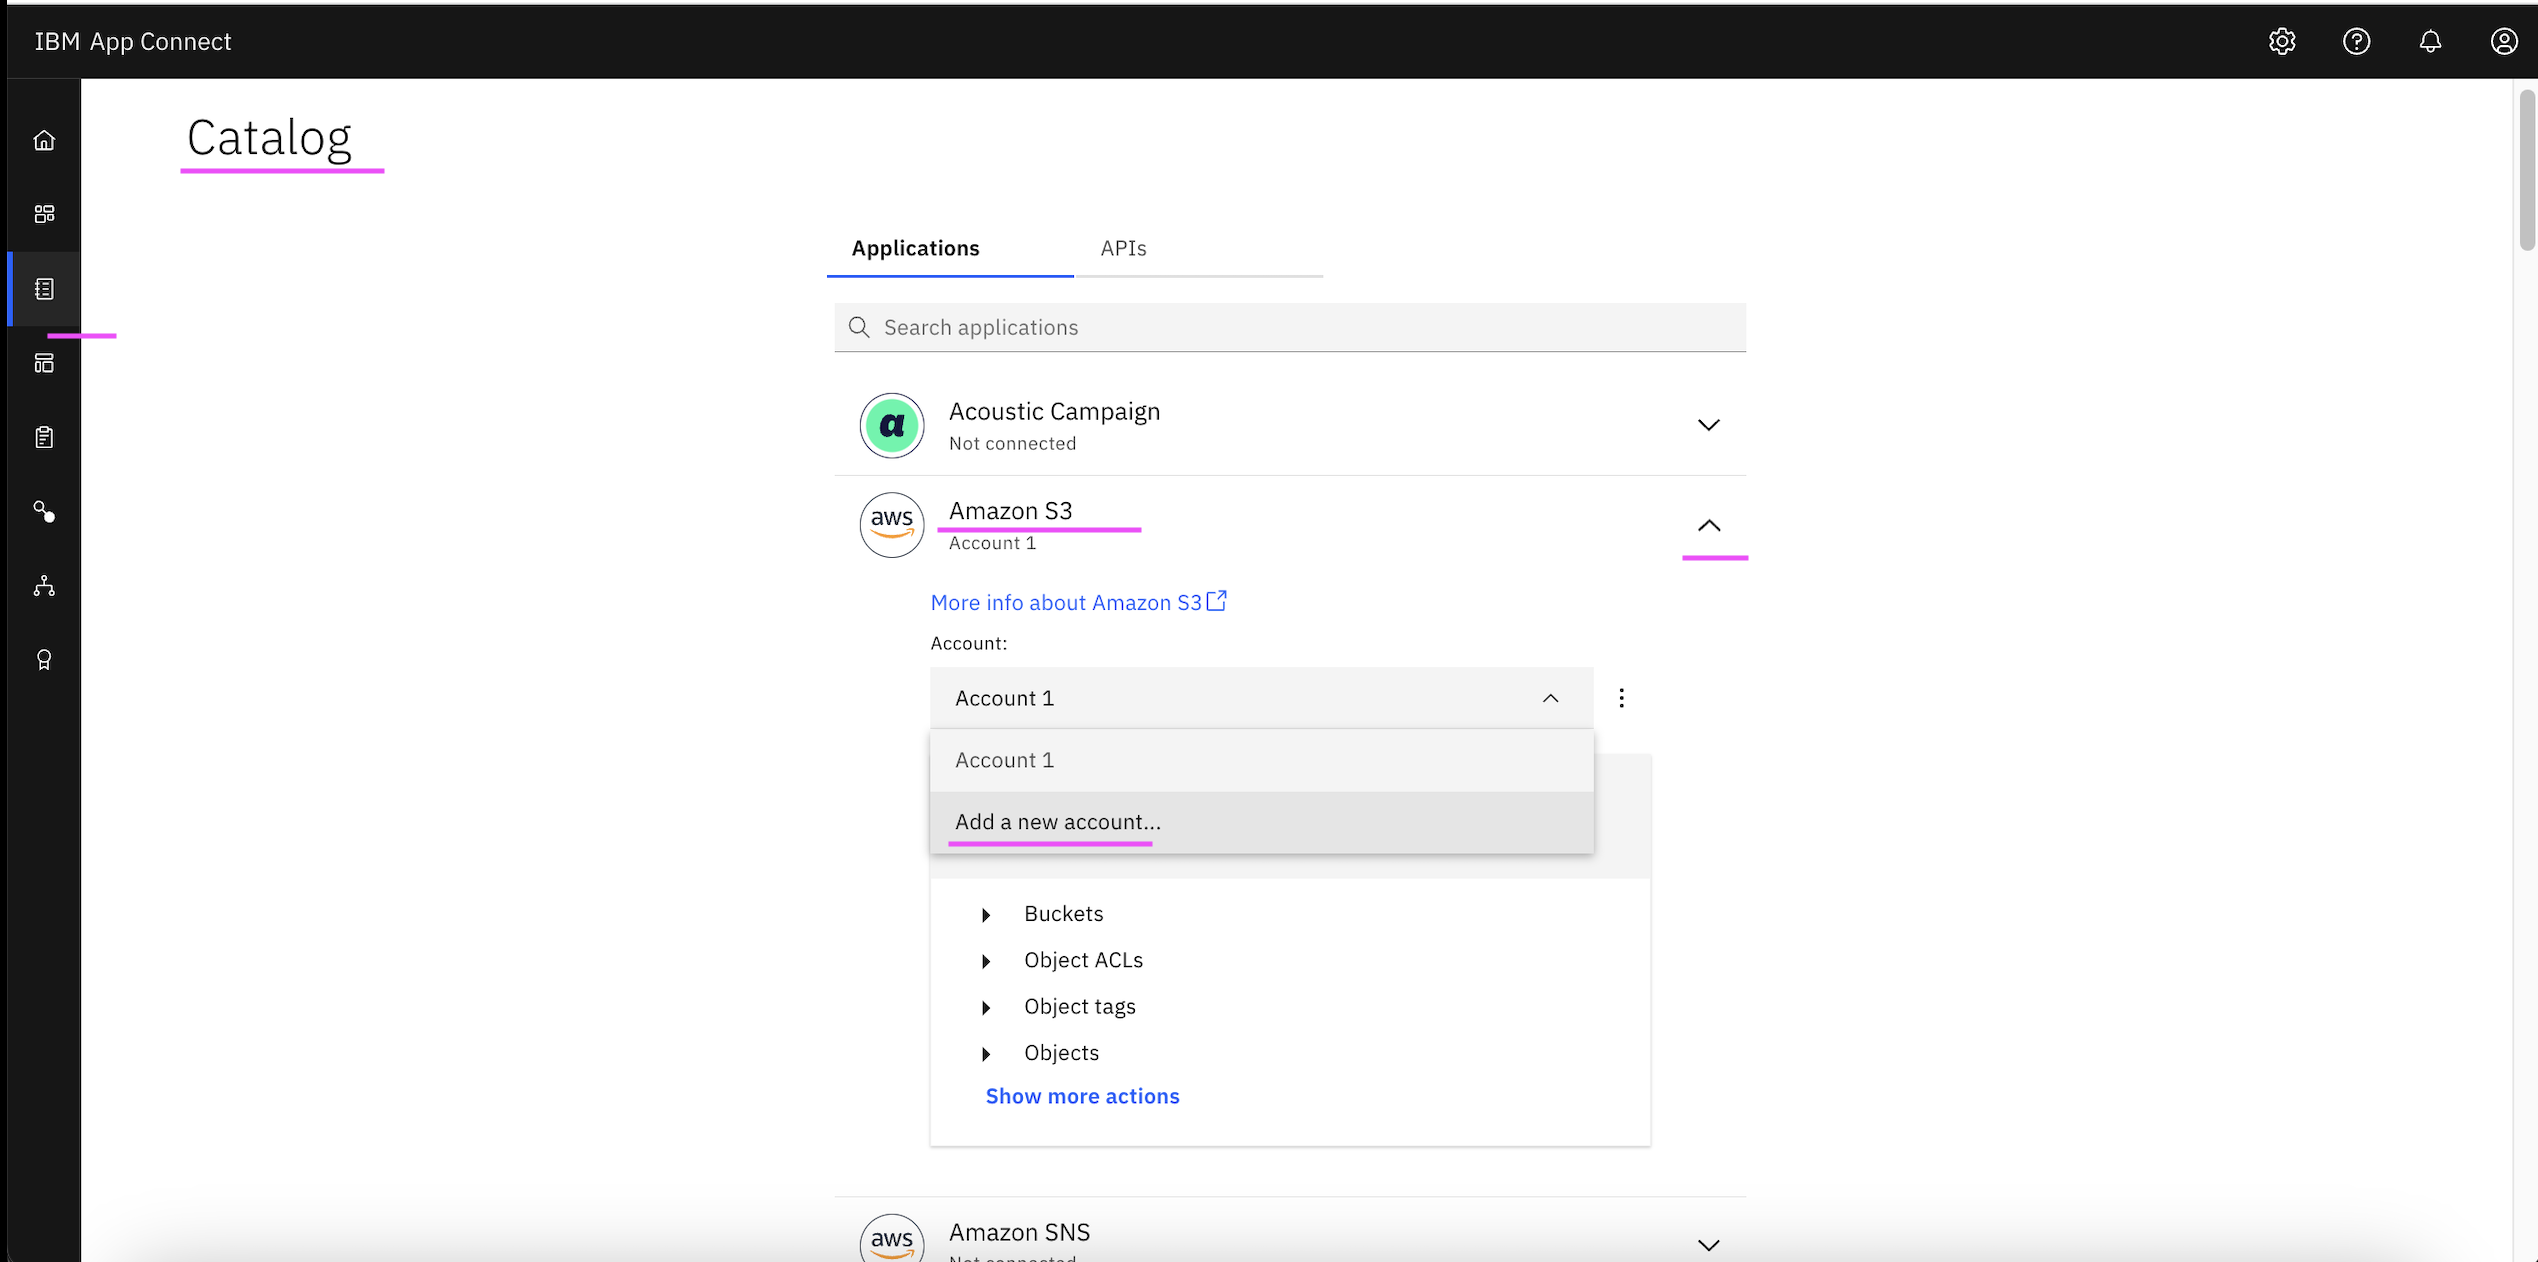 IBM App Connect
Catalog
Applications
APIs
Search applications
a
Acoustic Campaign
Not connected
aws
Amazon S3
Account 1
More info about Amazon S3
Account:
Account 1
Account 1
Add a new account...
Buckets
Object ACLs
Object tags
Objects
Show more actions
aws
Amazon SNS
Not connected